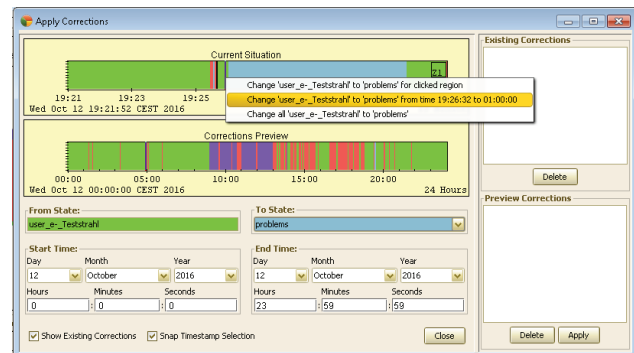 Apply Corrections
Current Situation
Z1
19:21 19:23 19:25
Wed Oct 12 19:21:52 CEST 2016
Change 'user_e-_Teststrahl' to 'problems' for clicked region
Change 'user_e-_Teststrahl' to 'problems' from time 19:26:32 to 01:00:00
Change all 'user_e-_Teststrahl' to 'problems'
Corrections Preview
00:00 05:00 10:00 15:00 20:00
Wed Oct 12 00:00:00 CEST 2016 24 Hours
From State: To State:
user_e-_Teststrahl problems
Start Time: End Time:
Day Month Year Day Month Year
12 October 2016 12 October 2016
Hours Minutes Seconds Hours Minutes Seconds
0 : 0 : 0 23 : 59 : 59
Show Existing Corrections Snap Timestamp Selection Close
Existing Corrections
Delete
Preview Corrections
Delete Apply